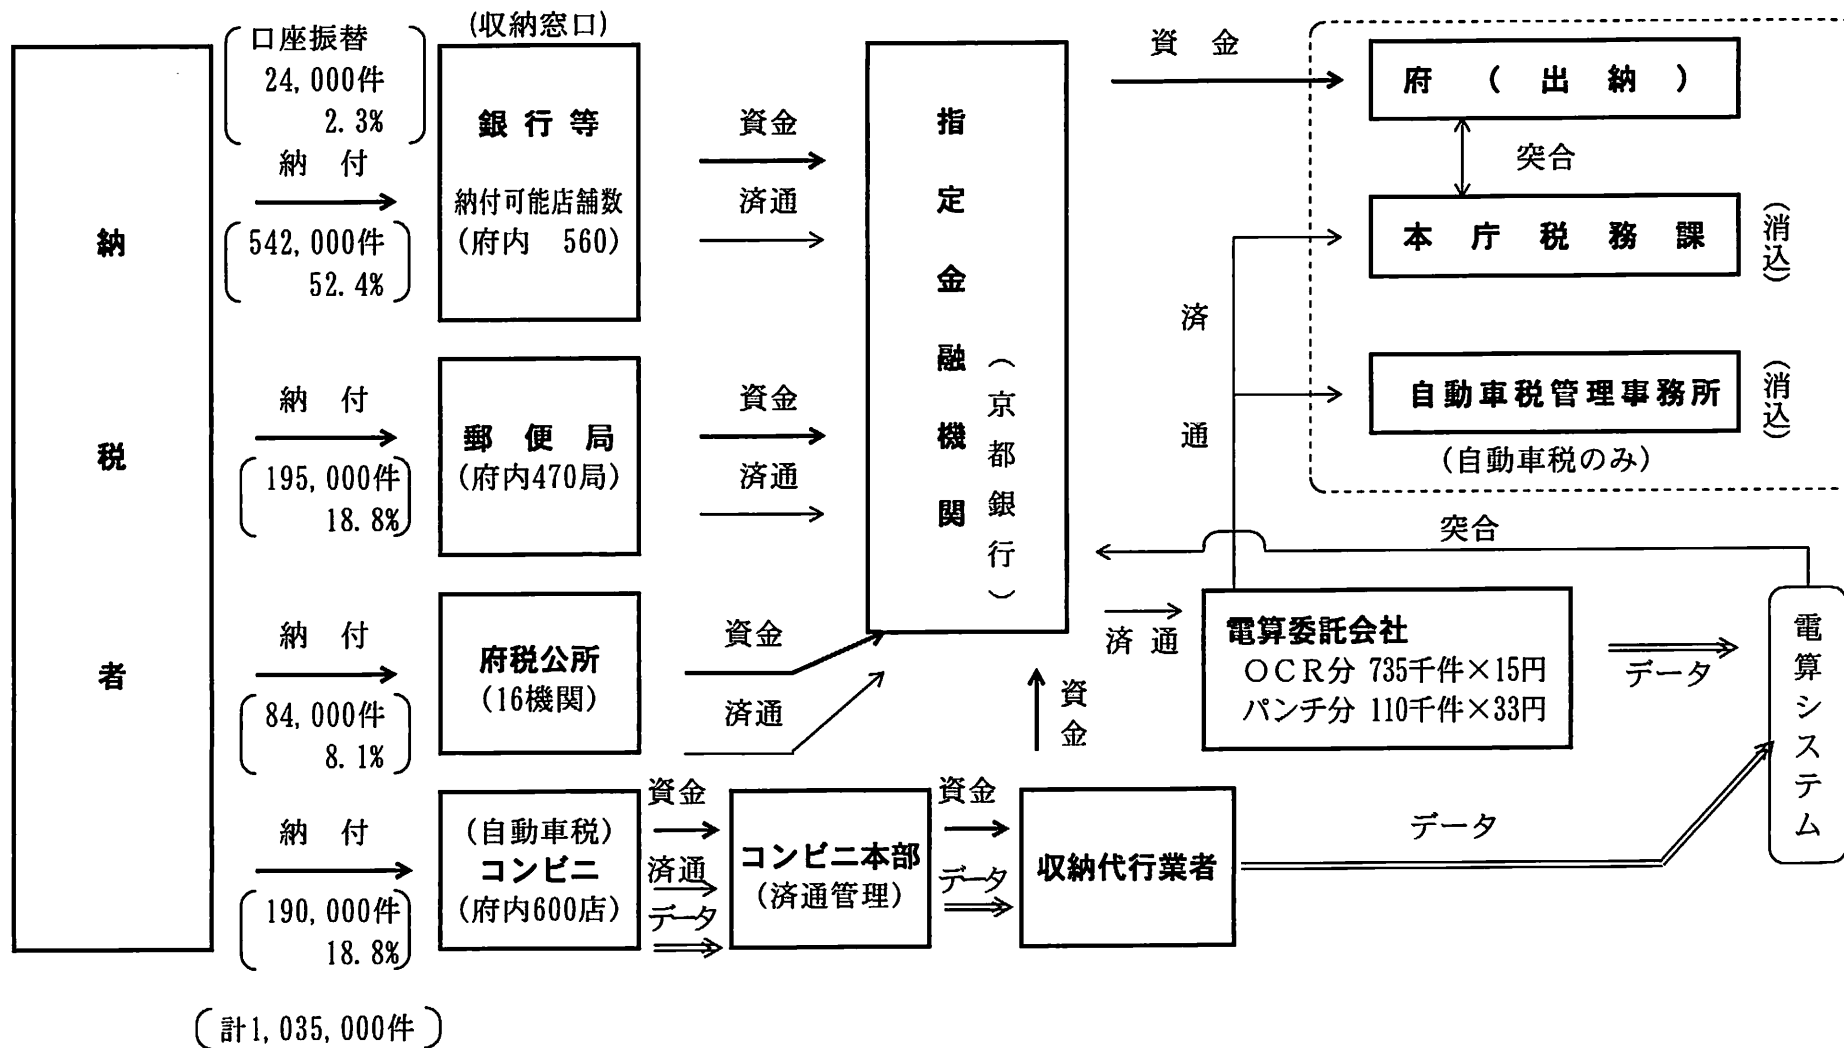 (収納窓口)
口座振替
24,000件
2.3%
納税者
納 付
542,000件
52.4%
銀行等
納付可能店舗数
(府内 560)
資金
済通
納 付
195,000件
18.8%
郵便局
(府内470局)
資金
済通
納 付
84,000件
8.1%
府税公所
(16機関)
資金
済通
納 付
190,000件
18.8%
(自動車税)
コンビニ
(府内600店)
資金
済通
データ
コンビニ本部
(済通管理)
資金
データ
収納代行業者
データ
資金
指定金融機関
(京都銀行)
資 金
府 ( 出 納 )
突合
本庁税務課
(消込)
済通
自動車税管理事務所
(消込)
(自動車税のみ)
突合
済 通
電算委託会社
OCR分 735千件×15円
パンチ分 110千件×33円
データ
電算システム
(計1,035,000件)